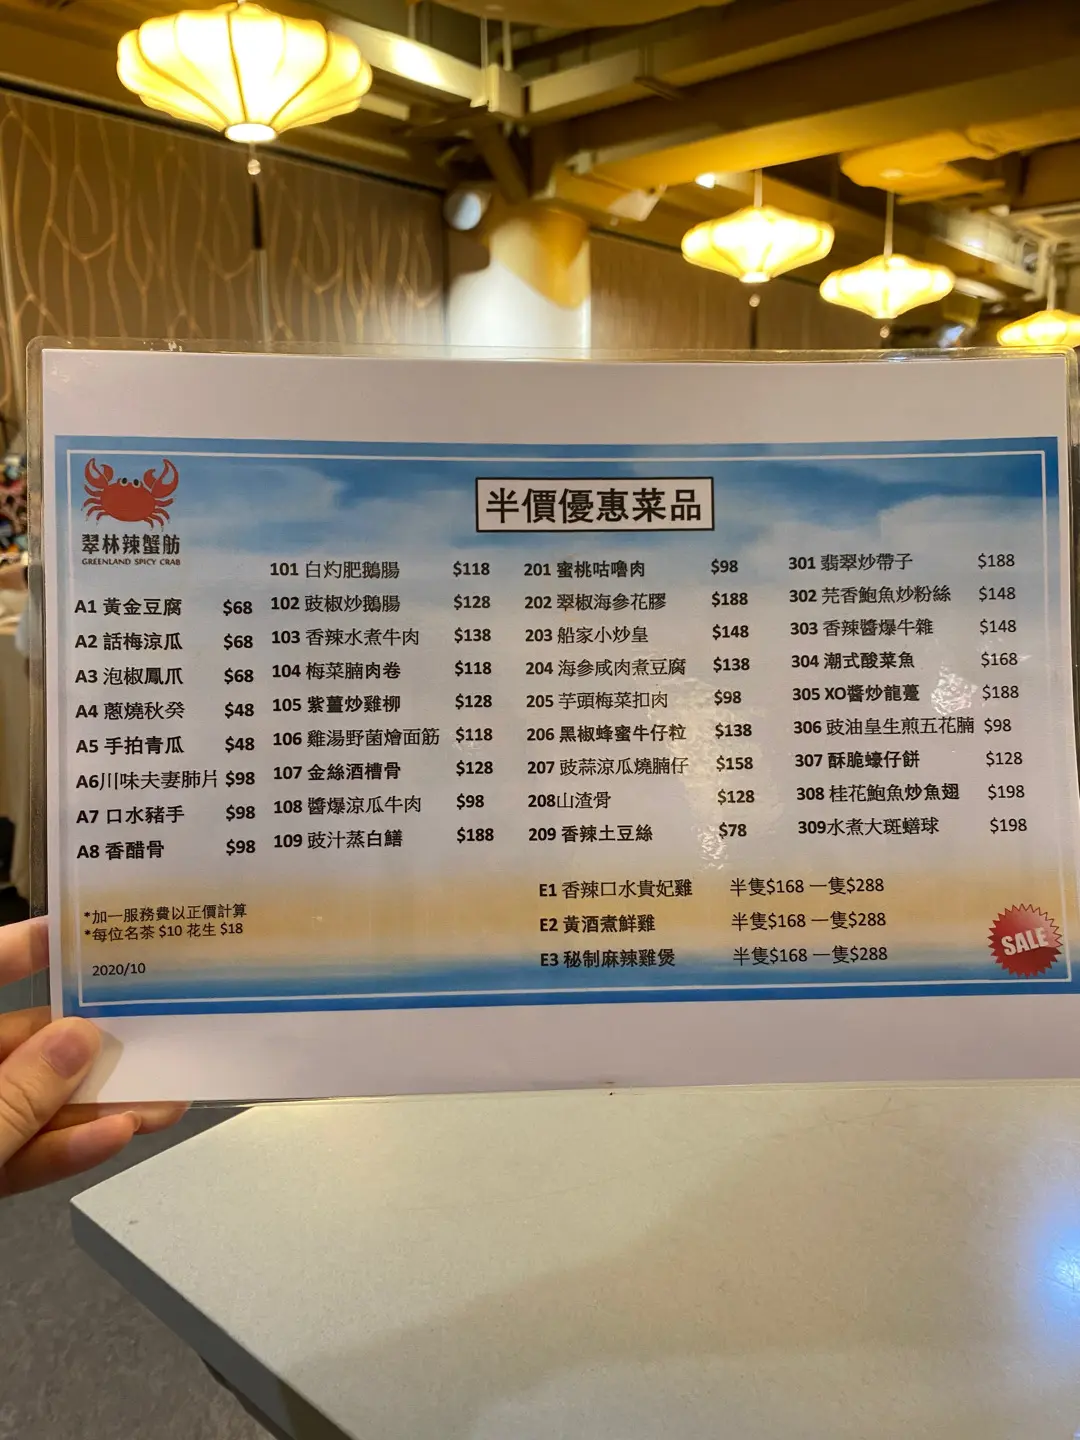 半價優惠菜品
翠林辣蟹舫
GREENLAND SPICY CRAB
A1 黃金豆腐 $68
A2 話梅涼瓜 $68
A3 泡椒鳳爪 $68
A4 蔥燒秋葵 $48
A5 手拍青瓜 $48
A6川味夫妻肺片 $98
A7 口水豬手 $98
A8 香醋骨 $98
101 白灼肥鵝腸 $118
102 豉椒炒鵝腸 $128
103 香辣水煮牛肉 $138
104 梅菜腩肉卷 $118
105 紫薑炒雞柳 $128
106 雞湯野菌燴面筋 $118
107 金絲酒槽骨 $128
108 醬爆涼瓜牛肉 $98
109 豉汁蒸白鱔 $188
201 蜜桃咕嚕肉 $98
202 翠椒海參花膠 $188
203 船家小炒皇 $148
204 海參咸肉煮豆腐 $138
205 芋頭梅菜扣肉 $98
206 黑椒蜂蜜牛仔粒 $138
207 豉蒜涼瓜燒腩仔 $158
208山渣骨 $128
209 香辣土豆絲 $78
301 翡翠炒帶子 $188
302 芫香鮑魚炒粉絲 $148
303 香辣醬爆牛雜 $148
304 潮式酸菜魚 $168
305 XO醬炒龍躉 $188
306 豉油皇生煎五花腩 $98
307 酥脆蠔仔餅 $128
308 桂花鮑魚炒魚翅 $198
309水煮大斑蟮球 $198
E1 香辣口水貴妃雞 半隻$168 一隻$288
E2 黃酒煮鮮雞 半隻$168 一隻$288
E3 秘制麻辣雞煲 半隻$168 一隻$288
*加一服務費以正價計算
*每位名茶 $10 花生 $18
2020/10
SALE